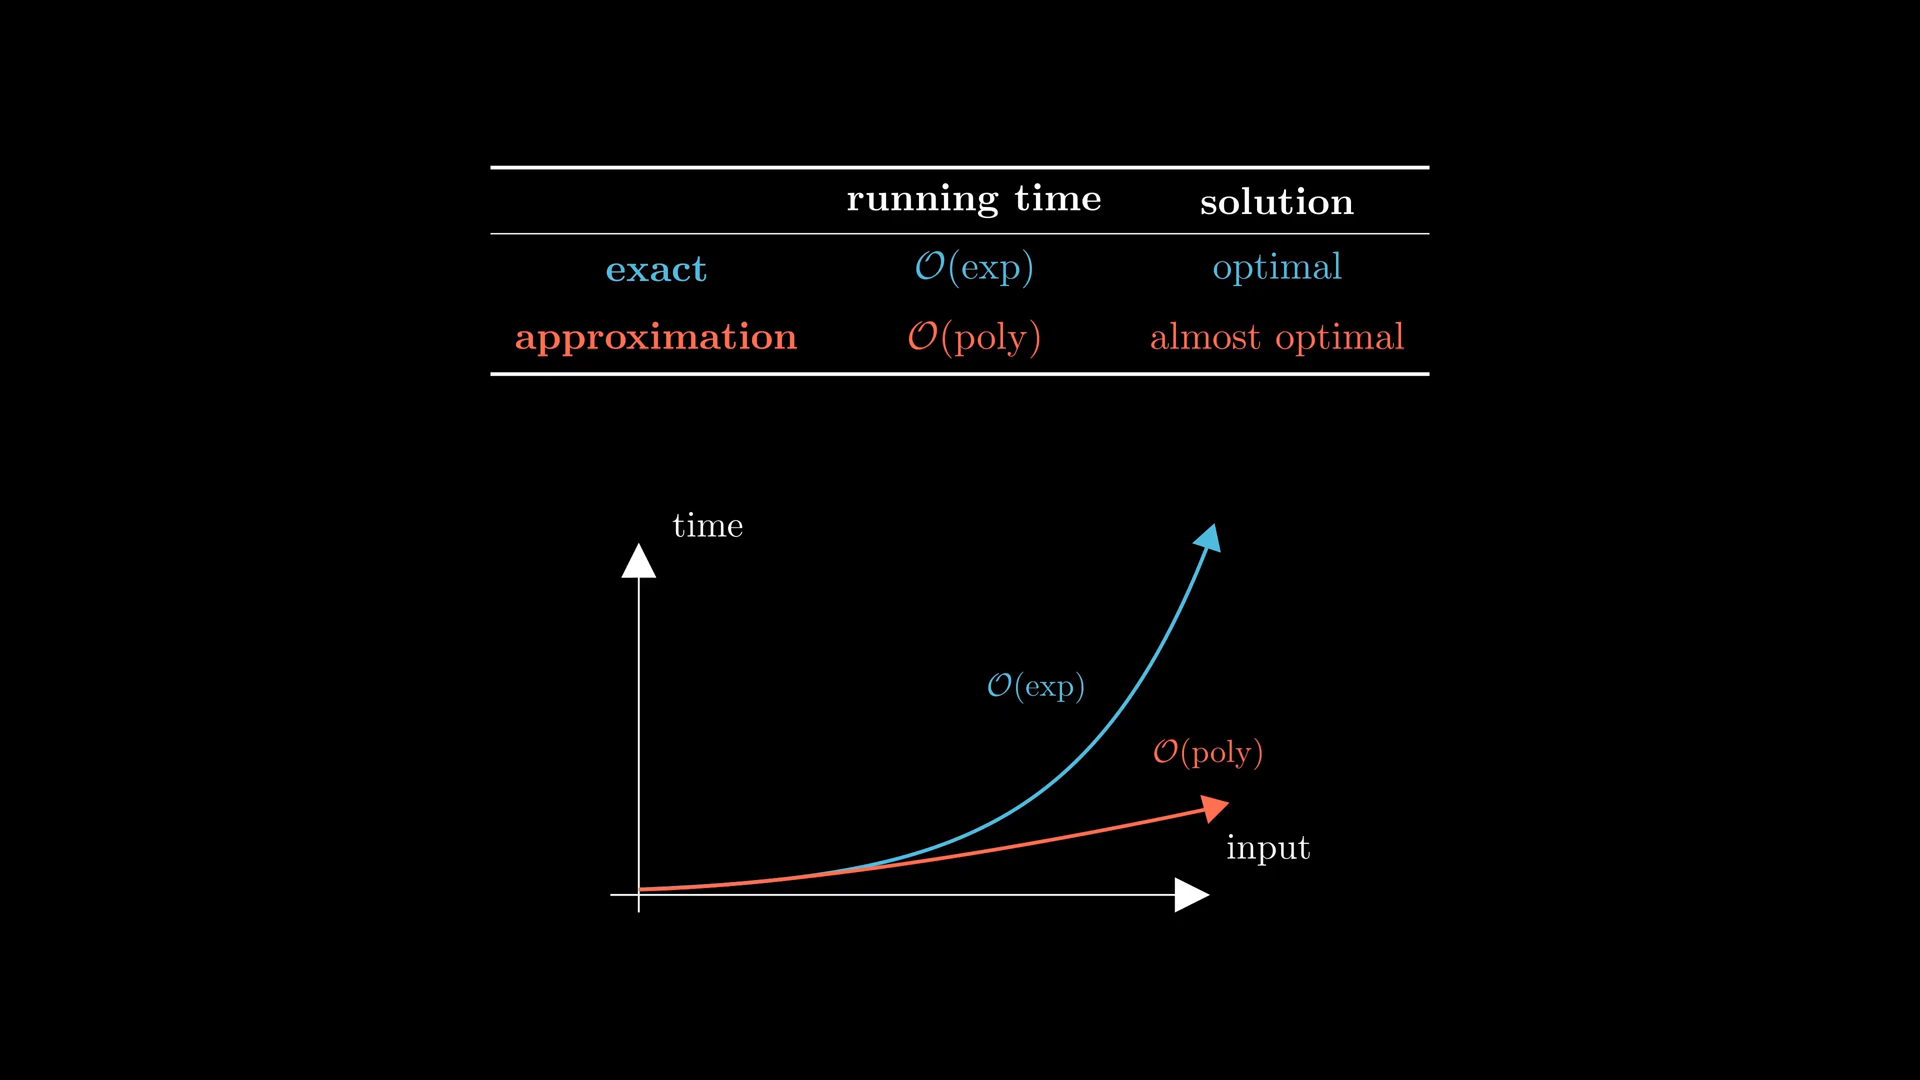 running time solution
exact 𝒪(exp) optimal
approximation 𝒪(poly) almost optimal
time
𝒪(exp)
𝒪(poly)
input